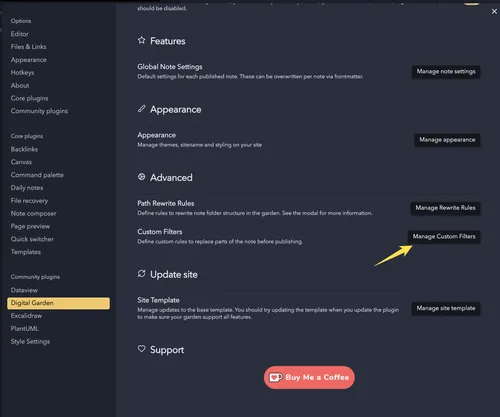 Options
Editor
Files & Links
Appearance
Hotkeys
About
Core plugins
Community plugins
Core plugins
Backlinks
Canvas
Command palette
Daily notes
File recovery
Note composer
Page preview
Quick switcher
Templates
Community plugins
Dataview
Digital Garden
Excalidraw
PlantUML
Style Settings
should be disabled.
Features
Global Note Settings
Default settings for each published note. These can be overwritten per note via frontmatter.
Manage note settings
Appearance
Appearance
Manage themes, sitename and styling on your site
Manage appearance
Advanced
Path Rewrite Rules
Define rules to rewrite note folder structure in the garden. See the modal for more information.
Manage Rewrite Rules
Custom Filters
Define custom rules to replace parts of the note before publishing.
Manage Custom Filters
Update site
Site Template
Manage updates to the base template. You should try updating the template when you update the plugin
to make sure your garden support all features.
Manage site template
Support
Buy Me a Coffee